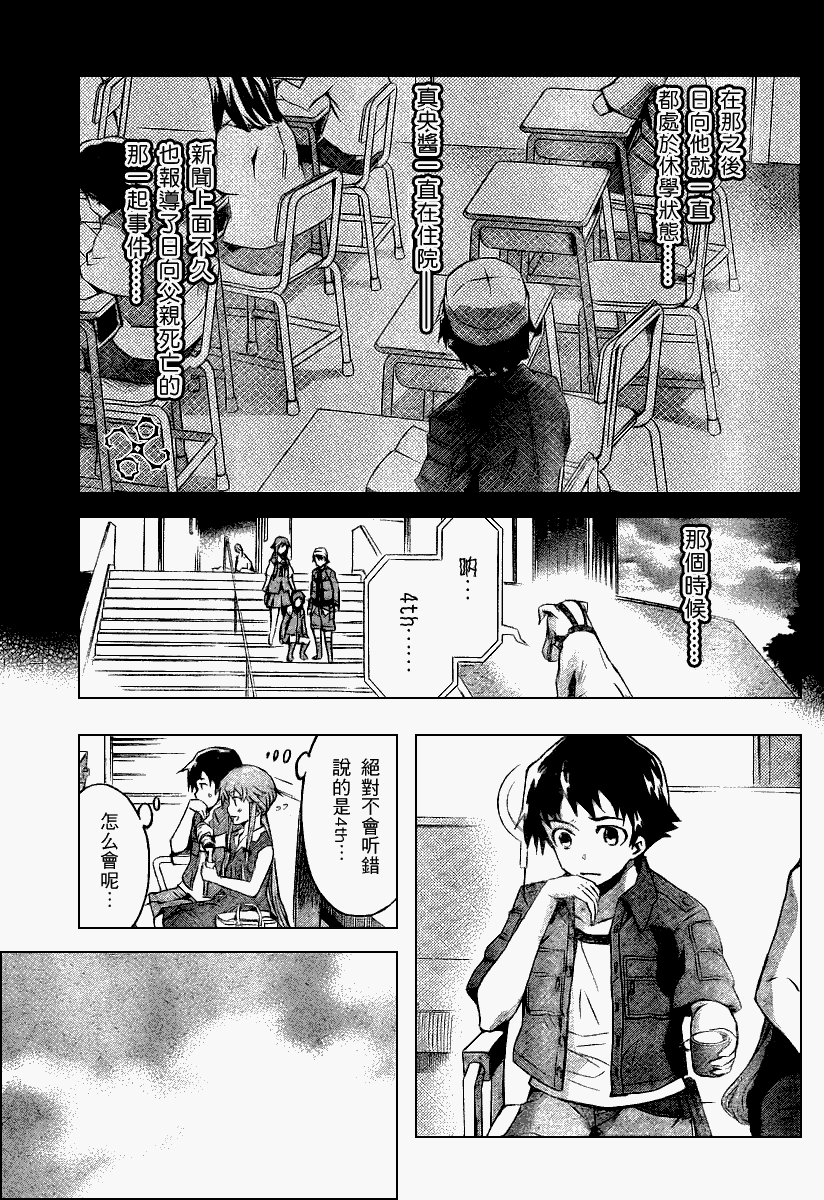 在那之後
日向他就一直
都處於休學狀態……
真央醬一直在住院——
新聞上面不久
也報導了日向父親死亡的
那一起事件……
那個時候……
呐…
4th……
絕對不會听錯
說的是4th…
怎么會呢…